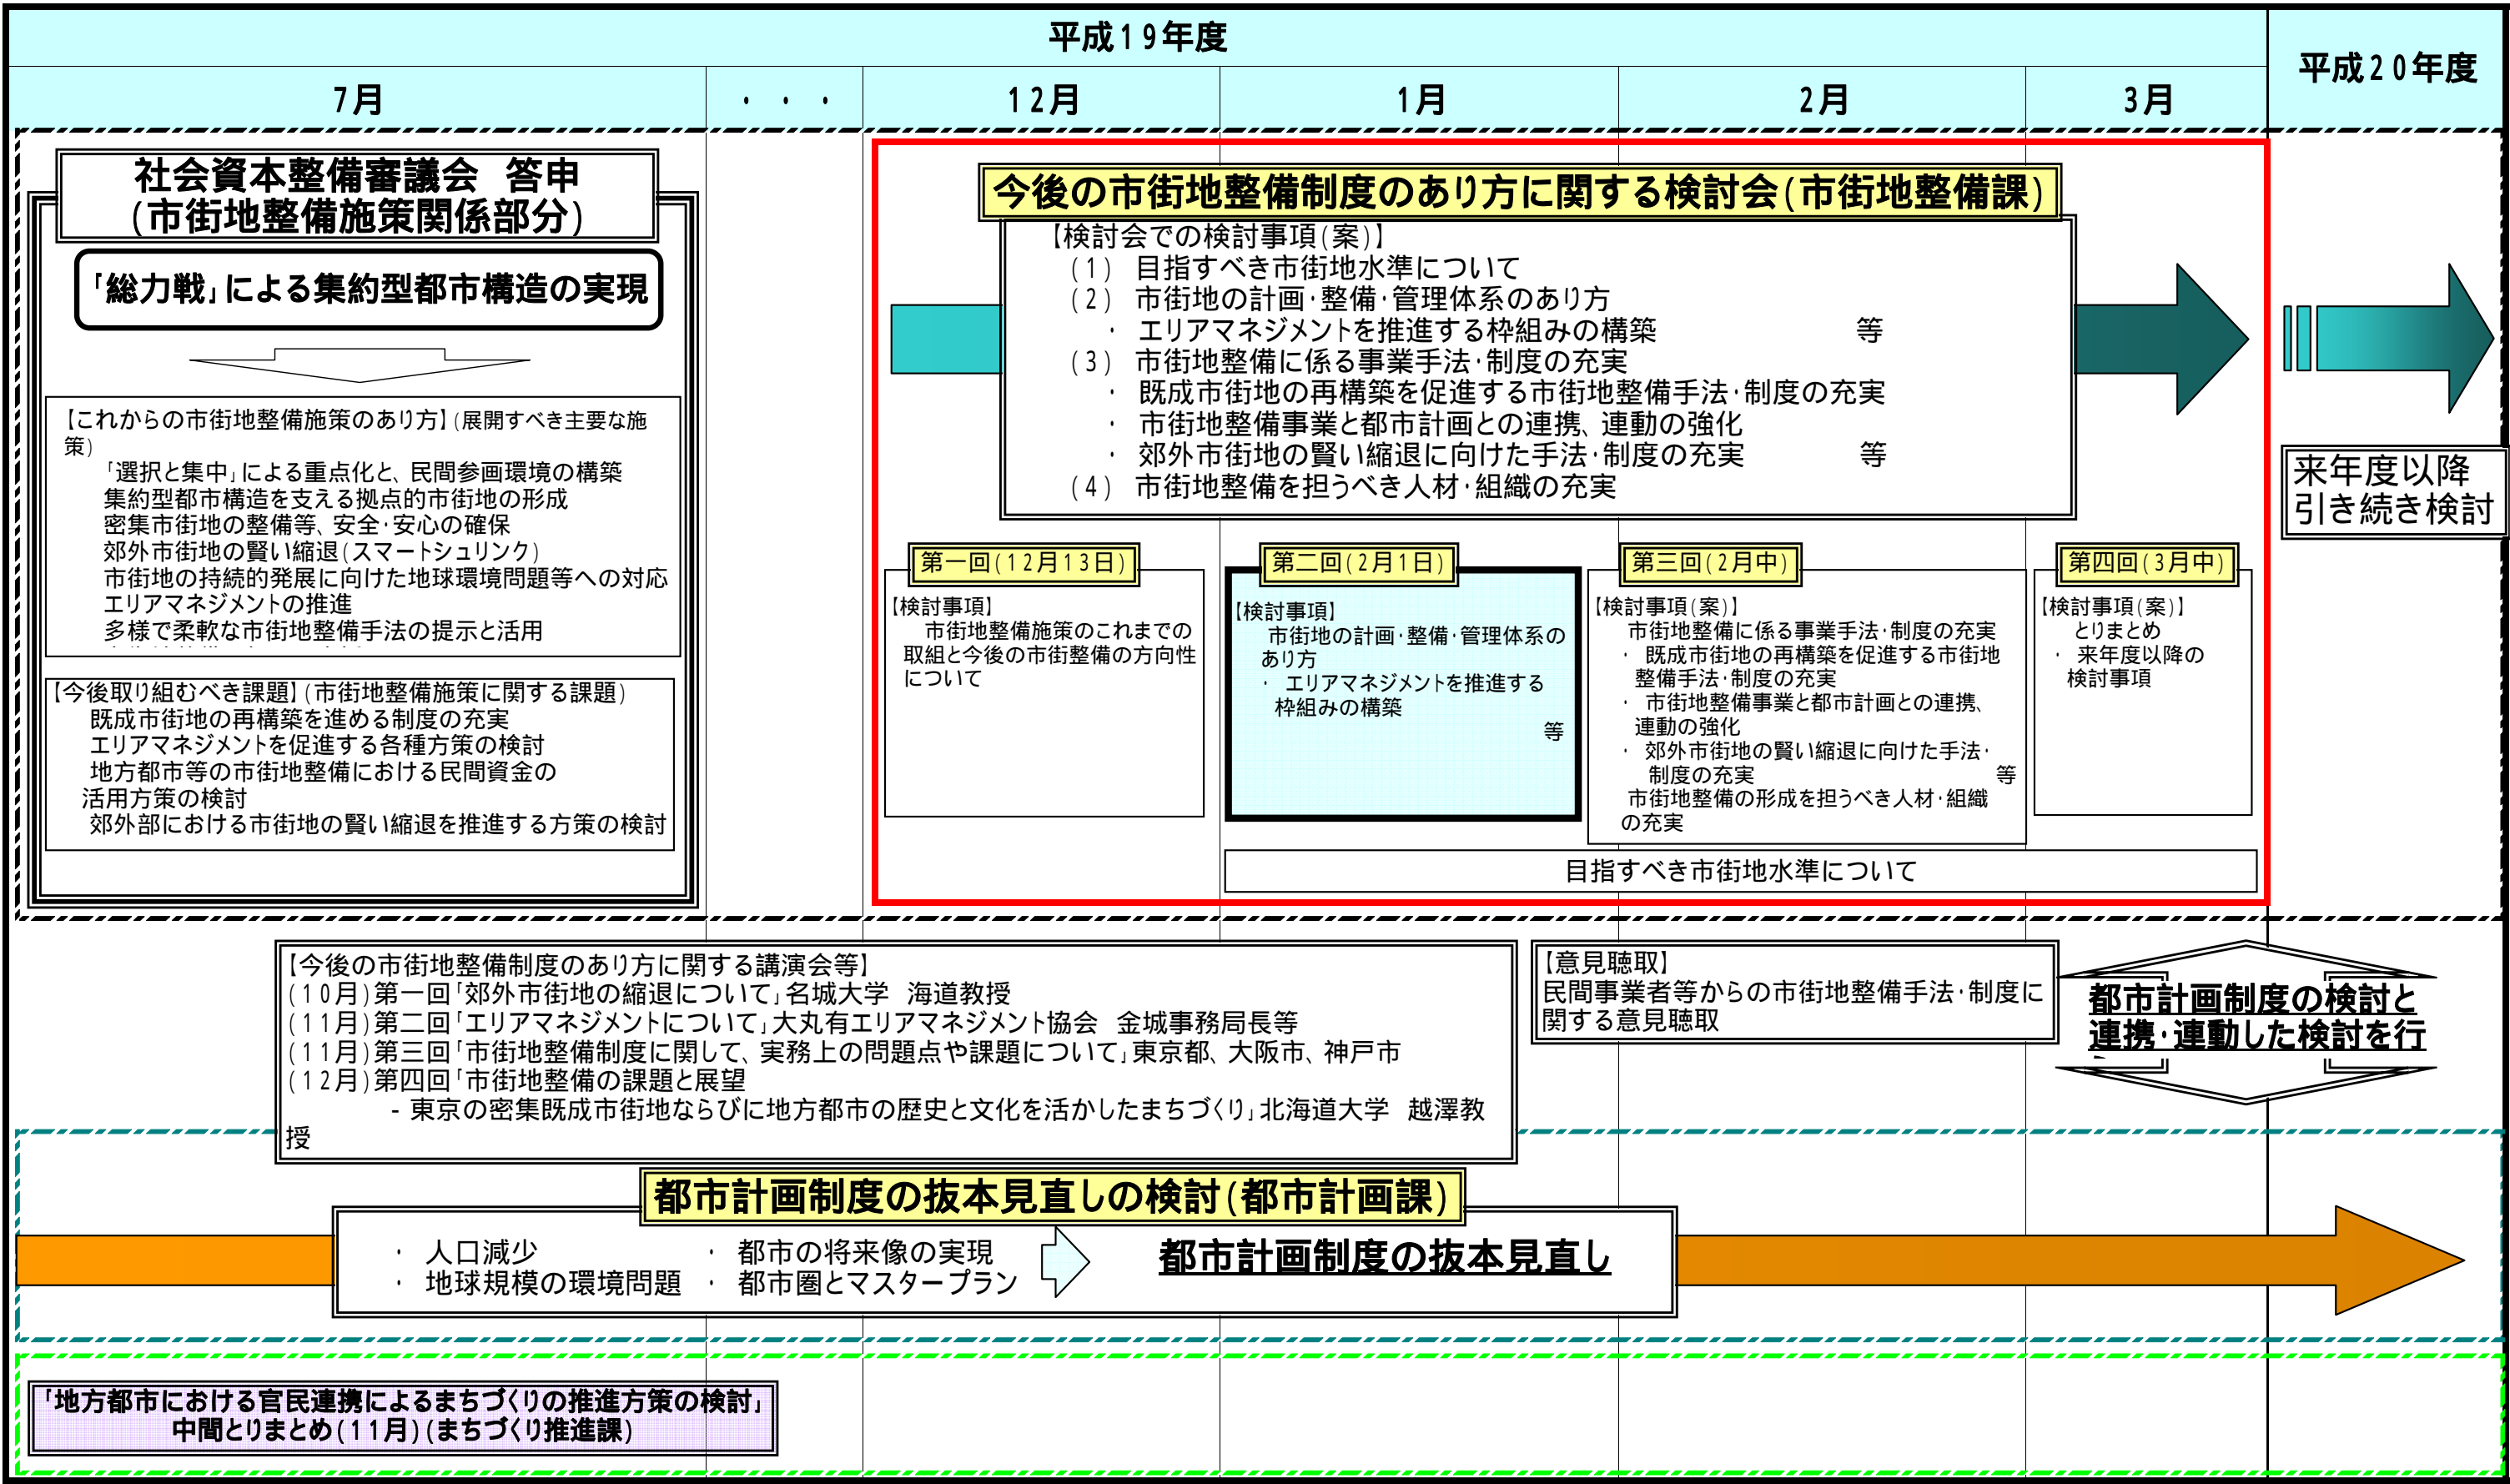 平成19年度
平成20年度
7月
・・・
12月
1月
2月
3月
社会資本整備審議会 答申
(市街地整備施策関係部分)
「総力戦」による集約型都市構造の実現
【これからの市街地整備施策のあり方】(展開すべき主要な施
策)
「選択と集中」による重点化と、民間参画環境の構築
集約型都市構造を支える拠点的市街地の形成
密集市街地の整備等、安全・安心の確保
郊外市街地の賢い縮退(スマートシュリンク)
市街地の持続的発展に向けた地球環境問題等への対応
エリアマネジメントの推進
多様で柔軟な市街地整備手法の提示と活用
【今後取り組むべき課題】(市街地整備施策に関する課題)
既成市街地の再構築を進める制度の充実
エリアマネジメントを促進する各種方策の検討
地方都市等の市街地整備における民間資金の
活用方策の検討
郊外部における市街地の賢い縮退を推進する方策の検討
今後の市街地整備制度のあり方に関する検討会(市街地整備課)
【検討会での検討事項(案)】
(1) 目指すべき市街地水準について
(2) 市街地の計画・整備・管理体系のあり方
・ エリアマネジメントを推進する枠組みの構築 等
(3) 市街地整備に係る事業手法・制度の充実
・ 既成市街地の再構築を促進する市街地整備手法・制度の充実
・ 市街地整備事業と都市計画との連携、連動の強化
・ 郊外市街地の賢い縮退に向けた手法・制度の充実 等
(4) 市街地整備を担うべき人材・組織の充実
来年度以降
引き続き検討
第一回(12月13日)
【検討事項】
市街地整備施策のこれまでの
取組と今後の市街整備の方向性
について
第二回(2月1日)
【検討事項】
市街地の計画・整備・管理体系の
あり方
・ エリアマネジメントを推進する
枠組みの構築
等
第三回(2月中)
【検討事項(案)】
市街地整備に係る事業手法・制度の充実
・ 既成市街地の再構築を促進する市街地
整備手法・制度の充実
・ 市街地整備事業と都市計画との連携、
連動の強化
・ 郊外市街地の賢い縮退に向けた手法・
制度の充実 等
市街地整備の形成を担うべき人材・組織
の充実
第四回(3月中)
【検討事項(案)】
とりまとめ
・ 来年度以降の
検討事項
目指すべき市街地水準について
【今後の市街地整備制度のあり方に関する講演会等】
(10月)第一回「郊外市街地の縮退について」名城大学 海道教授
(11月)第二回「エリアマネジメントについて」大丸有エリアマネジメント協会 金城事務局長等
(11月)第三回「市街地整備制度に関して、実務上の問題点や課題について」東京都、大阪市、神戸市
(12月)第四回「市街地整備の課題と展望
- 東京の密集既成市街地ならびに地方都市の歴史と文化を活かしたまちづくり」北海道大学 越澤教
授
【意見聴取】
民間事業者等からの市街地整備手法・制度に
関する意見聴取
都市計画制度の検討と
連携・連動した検討を行
都市計画制度の抜本見直しの検討(都市計画課)
・ 人口減少 ・ 都市の将来像の実現
・ 地球規模の環境問題 ・ 都市圏とマスタープラン
都市計画制度の抜本見直し
「地方都市における官民連携によるまちづくりの推進方策の検討」
中間とりまとめ(11月)(まちづくり推進課)